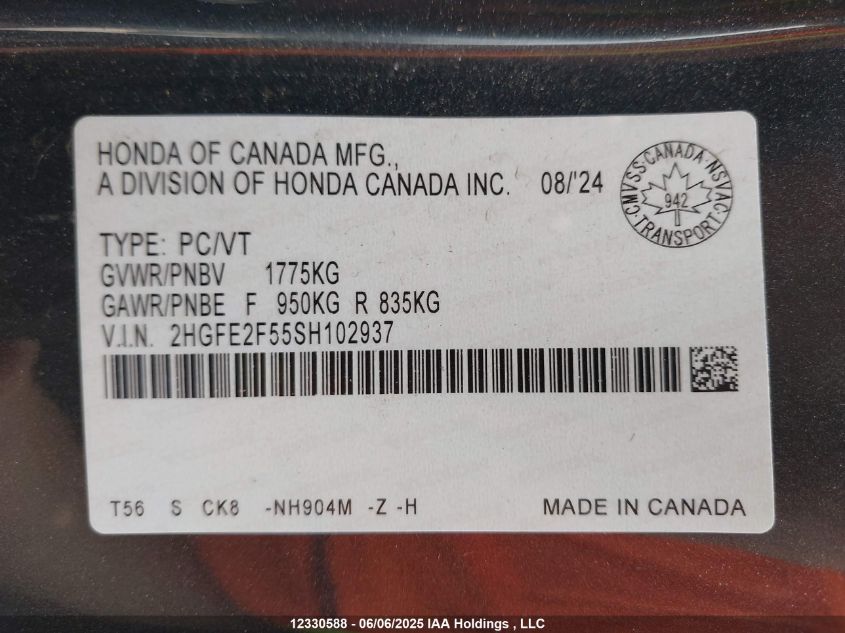 HONDA OF CANADA MFG.,
A DIVISION OF HONDA CANADA INC. 08/'24
CMVSS·CANADA·NSVAC·TRANSPORT·
942
TYPE: PC/VT
GVWR/PNBV 1775KG
GAWR/PNBE F 950KG R 835KG
V.I.N. 2HGFE2F55SH102937
T56 S CK8 -NH904M -Z -H MADE IN CANADA
12330588 - 06/06/2025 IAA Holdings , LLC